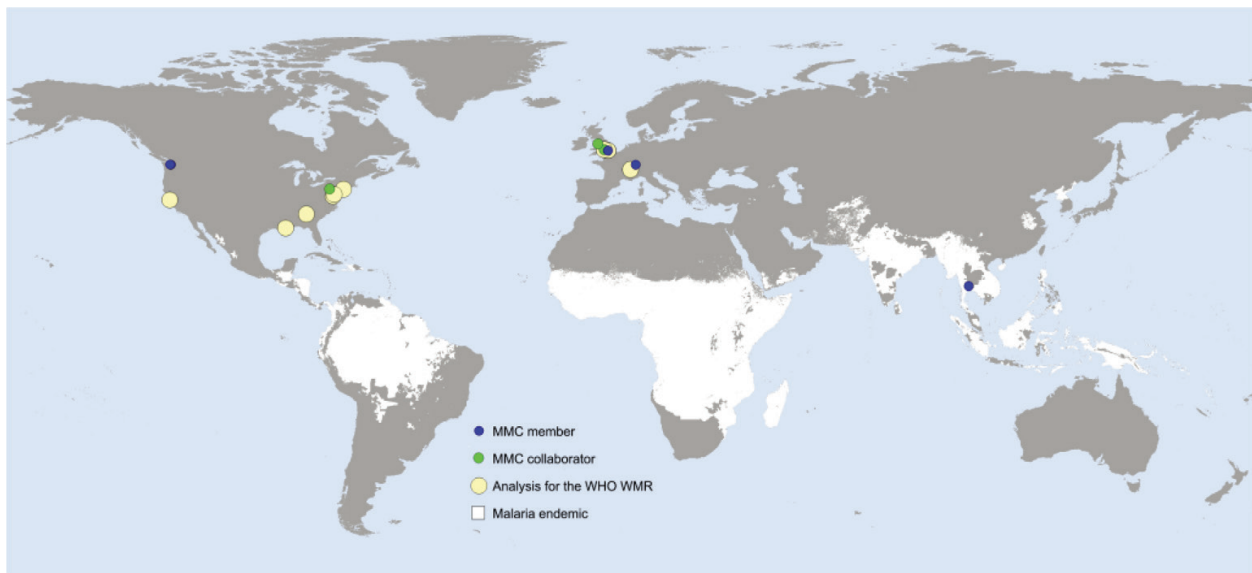 MMC member
MMC collaborator
Analysis for the WHO WMR
Malaria endemic